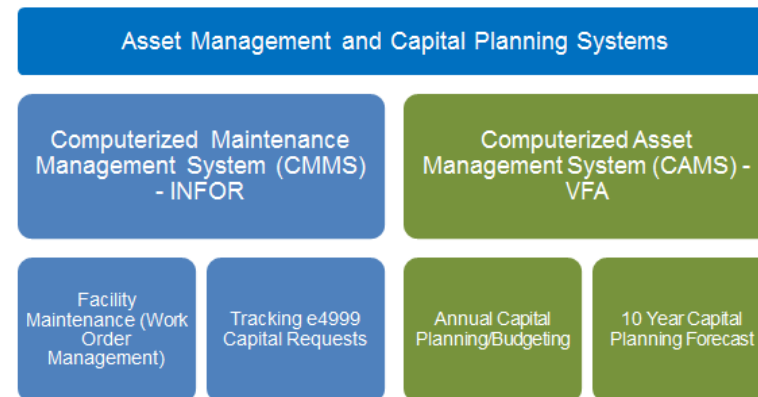 Asset Management and Capital Planning Systems
Computerized Maintenance
Management System (CMMS)
- INFOR
Computerized Asset
Management System (CAMS) -
VFA
Facility
Maintenance (Work
Order
Management)
Tracking e4999
Capital Requests
Annual Capital
Planning/Budgeting
10 Year Capital
Planning Forecast